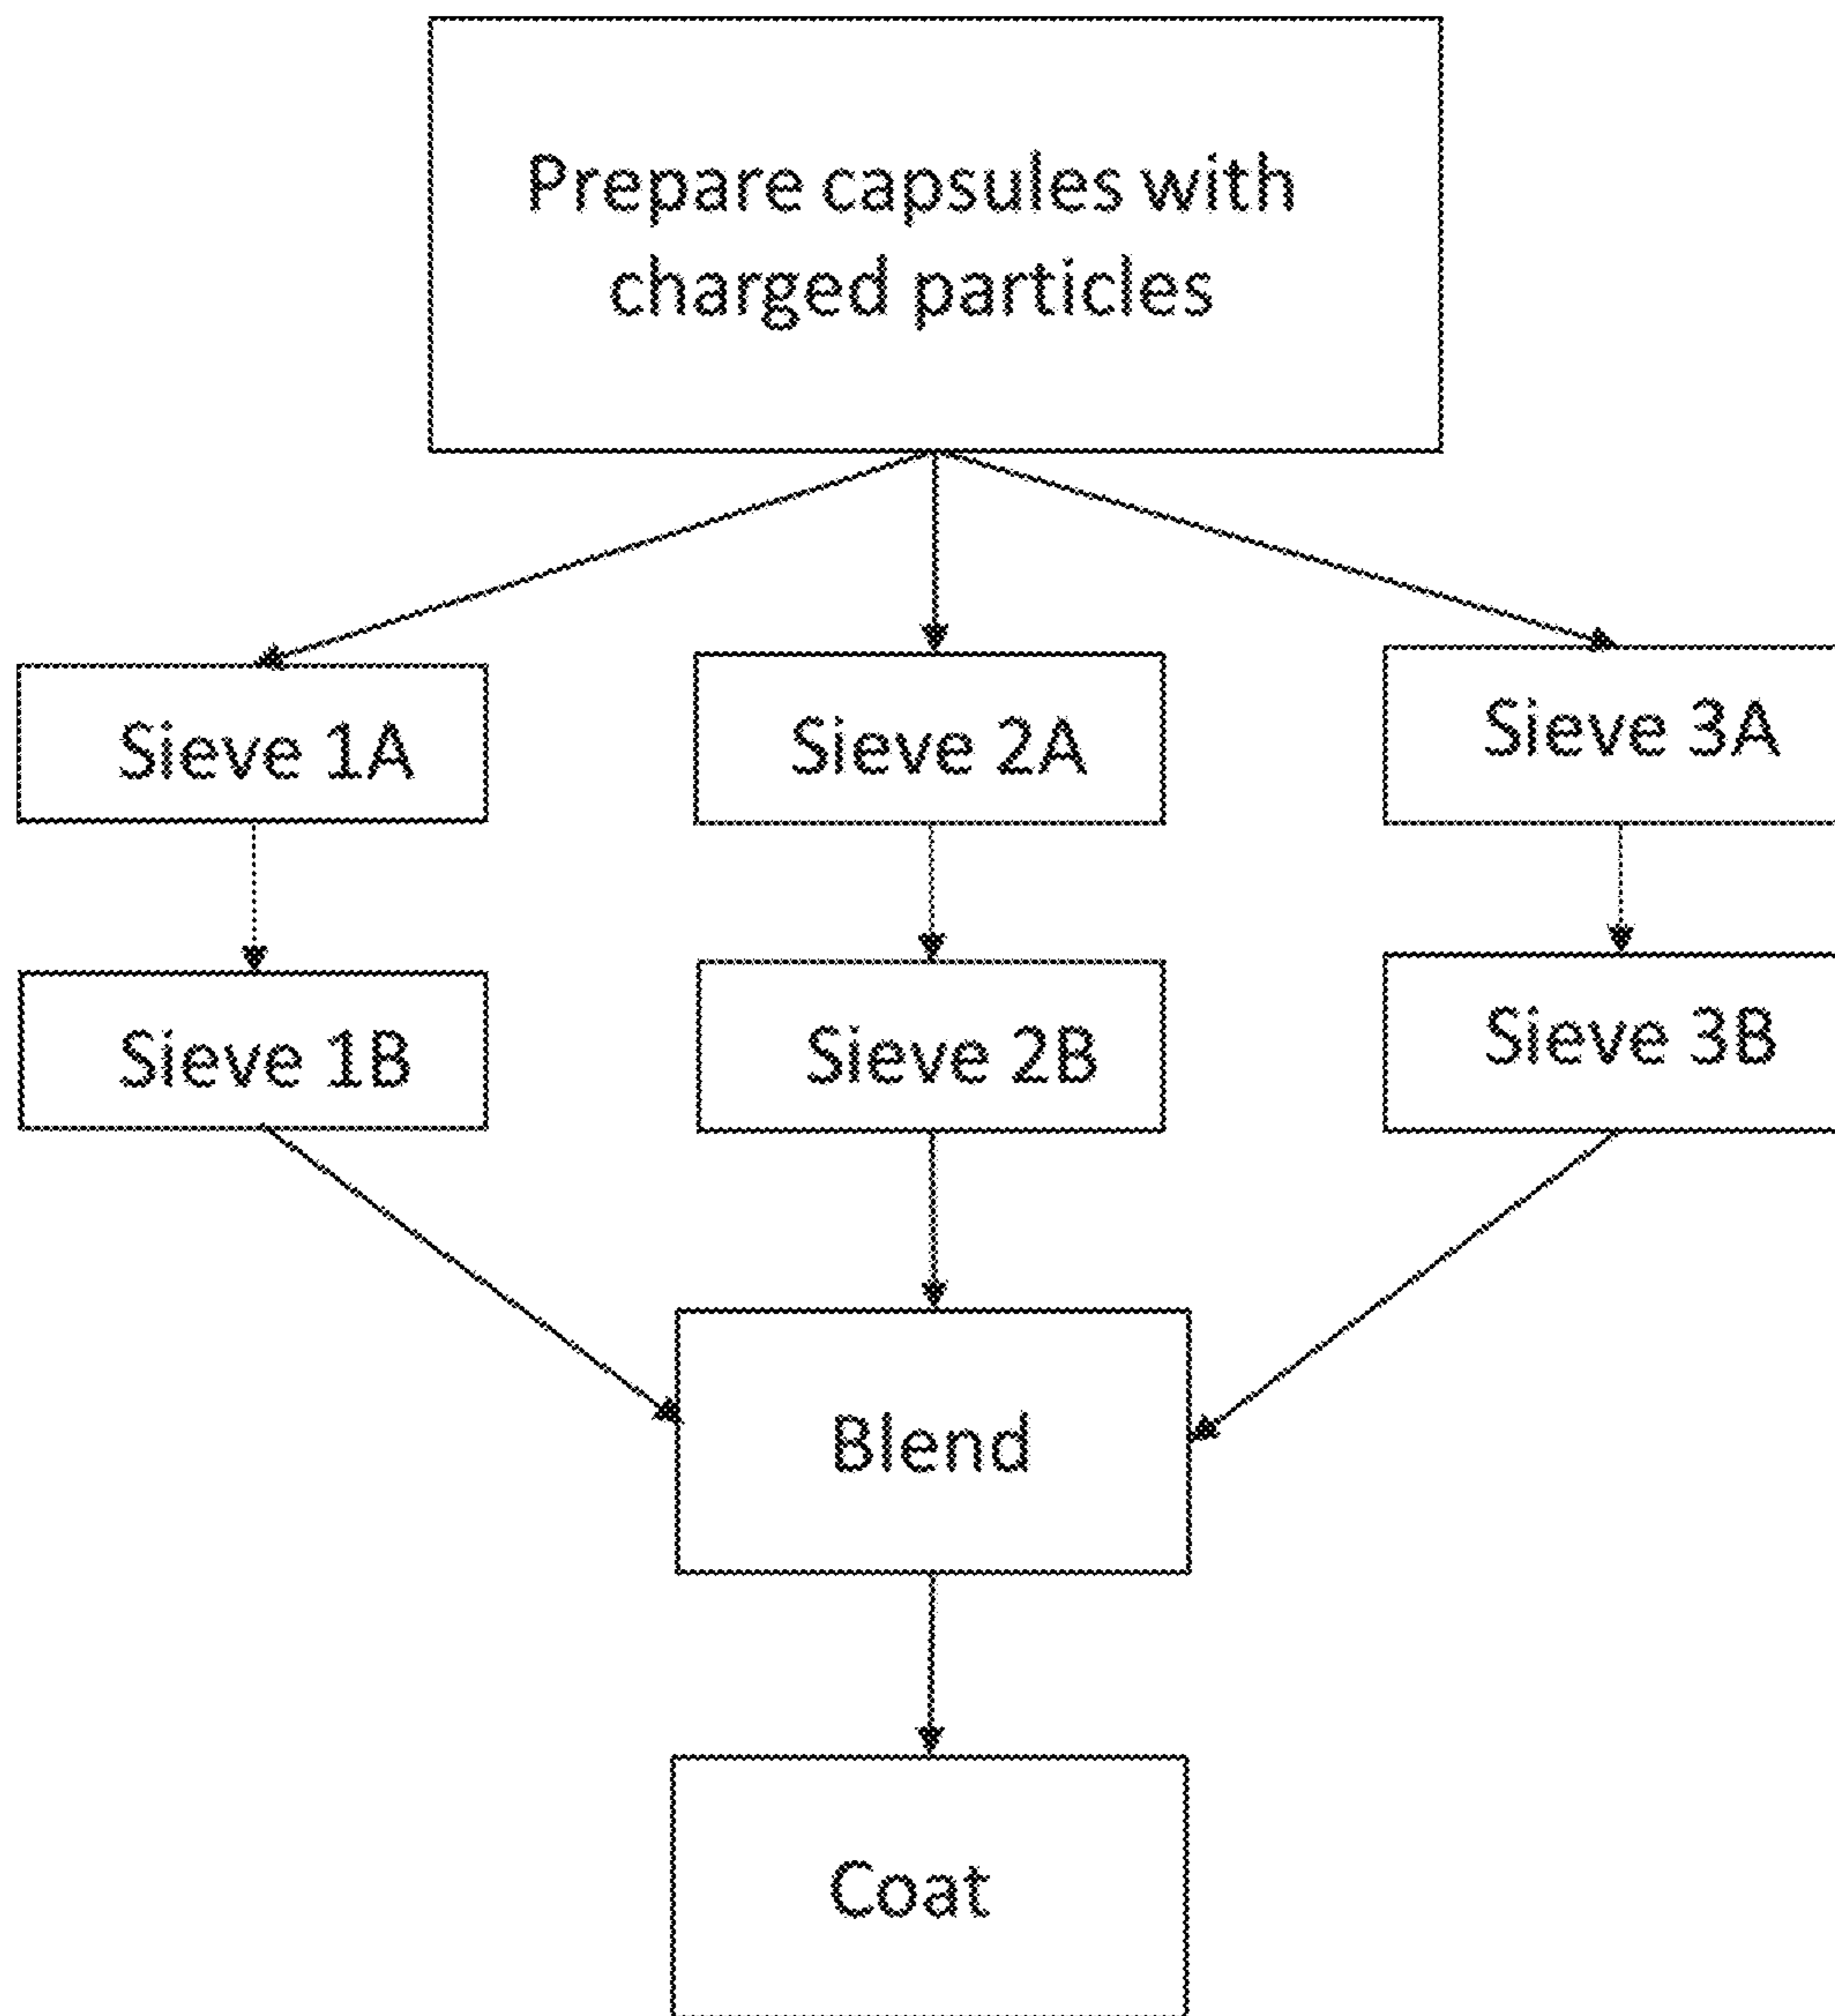 Prepare capsules with
charged particles
Sieve 1A
Sieve 2A
Sieve 3A
Sieve 1B
Sieve 2B
Sieve 3B
Blend
Coat